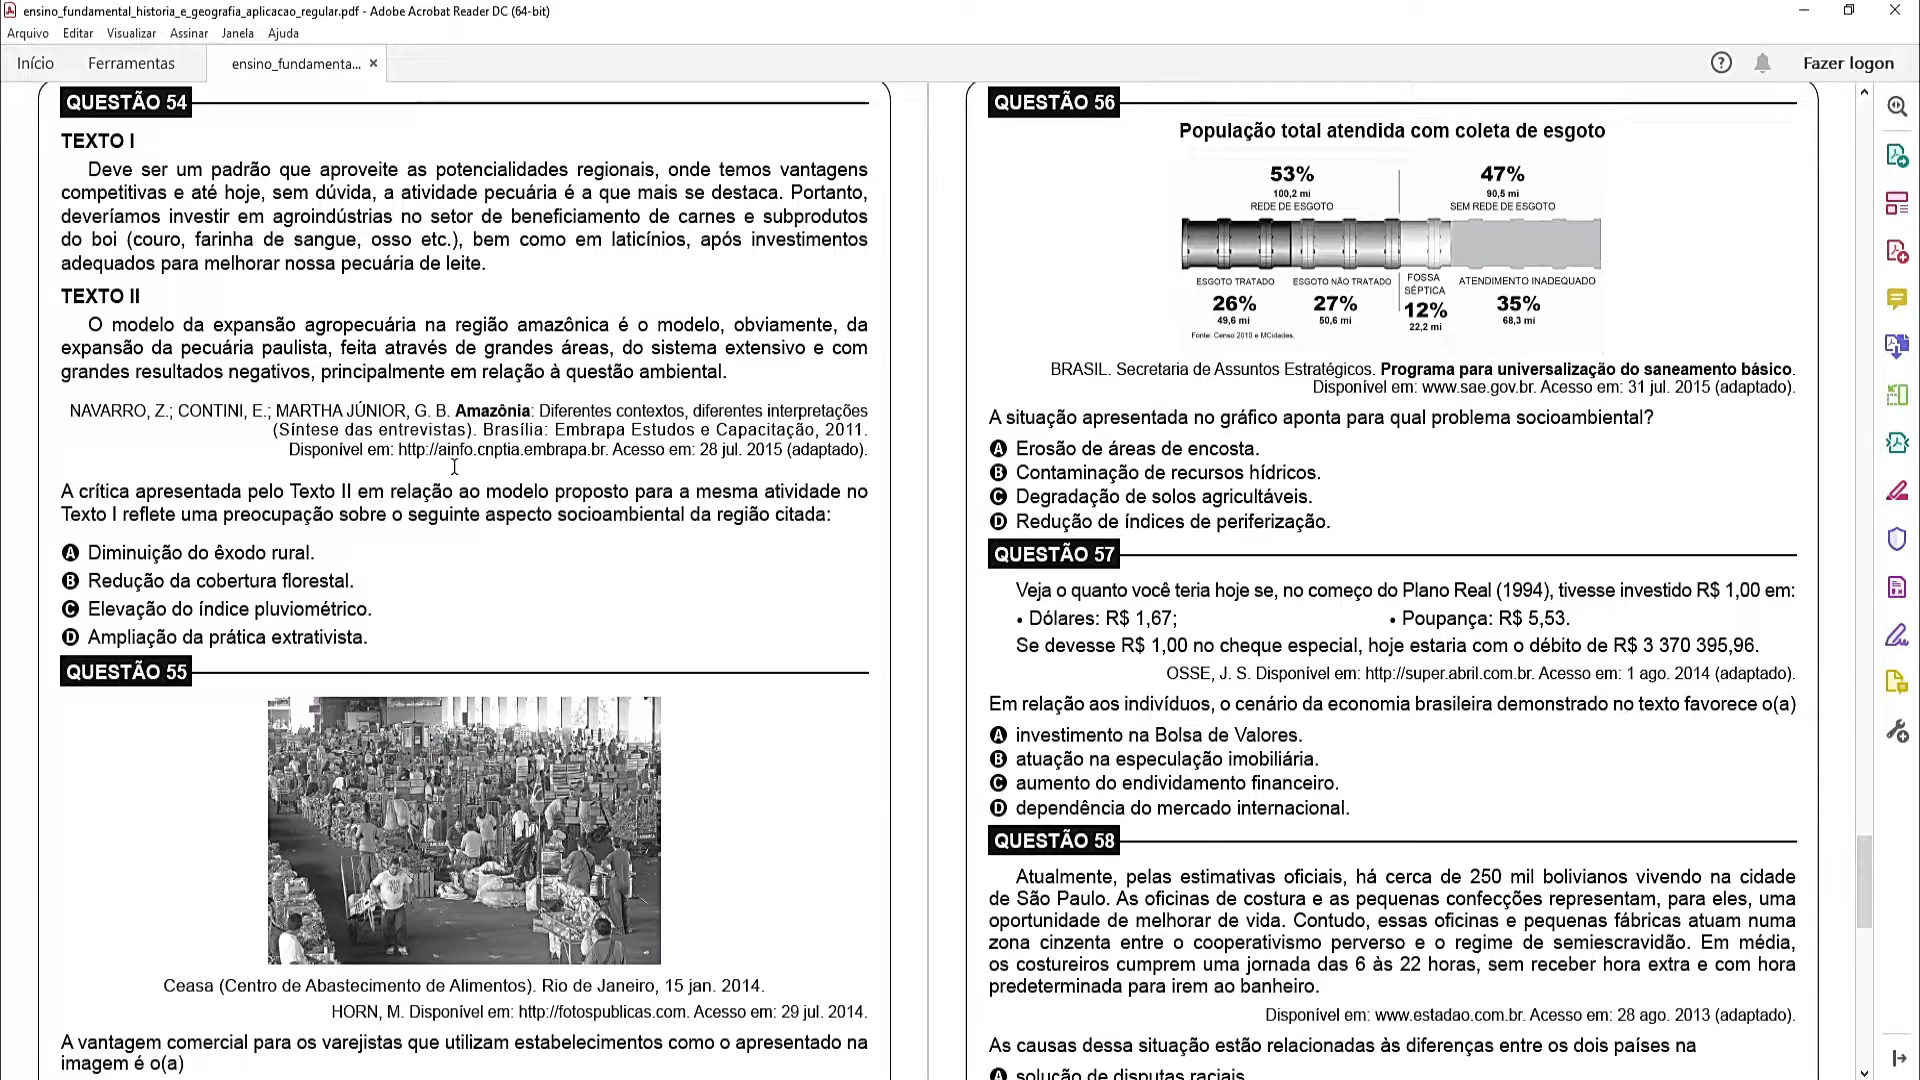 ensino_fundamental_historia_e_geografia_aplicacao_regular.pdf - Adobe Acrobat Reader DC (64-bit)
Arquivo Editar Visualizar Assinar Janela Ajuda
Início Ferramentas ensino_fundamenta... × Fazer logon
QUESTÃO 54
TEXTO I
Deve ser um padrão que aproveite as potencialidades regionais, onde temos vantagens
competitivas e até hoje, sem dúvida, a atividade pecuária é a que mais se destaca. Portanto,
deveríamos investir em agroindústrias no setor de beneficiamento de carnes e subprodutos
do boi (couro, farinha de sangue, osso etc.), bem como em laticínios, após investimentos
adequados para melhorar nossa pecuária de leite.
TEXTO II
O modelo da expansão agropecuária na região amazônica é o modelo, obviamente, da
expansão da pecuária paulista, feita através de grandes áreas, do sistema extensivo e com
grandes resultados negativos, principalmente em relação à questão ambiental.
NAVARRO, Z.; CONTINI, E.; MARTHA JÚNIOR, G. B. Amazônia: Diferentes contextos, diferentes interpretações
(Síntese das entrevistas). Brasília: Embrapa Estudos e Capacitação, 2011.
Disponível em: http://ainfo.cnptia.embrapa.br. Acesso em: 28 jul. 2015 (adaptado).
A crítica apresentada pelo Texto II em relação ao modelo proposto para a mesma atividade no
Texto I reflete uma preocupação sobre o seguinte aspecto socioambiental da região citada:
A Diminuição do êxodo rural.
B Redução da cobertura florestal.
C Elevação do índice pluviométrico.
D Ampliação da prática extrativista.
QUESTÃO 55
Ceasa (Centro de Abastecimento de Alimentos). Rio de Janeiro, 15 jan. 2014.
HORN, M. Disponível em: http://fotospublicas.com. Acesso em: 29 jul. 2014.
A vantagem comercial para os varejistas que utilizam estabelecimentos como o apresentado na
imagem é o(a)
QUESTÃO 56
População total atendida com coleta de esgoto
53% 47%
100,2 mi 90,5 mi
REDE DE ESGOTO SEM REDE DE ESGOTO
ESGOTO TRATADO ESGOTO NÃO TRATADO FOSSA SÉPTICA ATENDIMENTO INADEQUADO
26% 27% 12% 35%
49,6 mi 50,6 mi 22,2 mi 68,3 mi
Fonte: Censo 2010 e MCidades.
BRASIL. Secretaria de Assuntos Estratégicos. Programa para universalização do saneamento básico.
Disponível em: www.sae.gov.br. Acesso em: 31 jul. 2015 (adaptado).
A situação apresentada no gráfico aponta para qual problema socioambiental?
A Erosão de áreas de encosta.
B Contaminação de recursos hídricos.
C Degradação de solos agricultáveis.
D Redução de índices de periferização.
QUESTÃO 57
Veja o quanto você teria hoje se, no começo do Plano Real (1994), tivesse investido R$ 1,00 em:
• Dólares: R$ 1,67; • Poupança: R$ 5,53.
Se devesse R$ 1,00 no cheque especial, hoje estaria com o débito de R$ 3 370 395,96.
OSSE, J. S. Disponível em: http://super.abril.com.br. Acesso em: 1 ago. 2014 (adaptado).
Em relação aos indivíduos, o cenário da economia brasileira demonstrado no texto favorece o(a)
A investimento na Bolsa de Valores.
B atuação na especulação imobiliária.
C aumento do endividamento financeiro.
D dependência do mercado internacional.
QUESTÃO 58
Atualmente, pelas estimativas oficiais, há cerca de 250 mil bolivianos vivendo na cidade
de São Paulo. As oficinas de costura e as pequenas confecções representam, para eles, uma
oportunidade de melhorar de vida. Contudo, essas oficinas e pequenas fábricas atuam numa
zona cinzenta entre o cooperativismo perverso e o regime de semiescravidão. Em média,
os costureiros cumprem uma jornada das 6 às 22 horas, sem receber hora extra e com hora
predeterminada para irem ao banheiro.
Disponível em: www.estadao.com.br. Acesso em: 28 ago. 2013 (adaptado).
As causas dessa situação estão relacionadas às diferenças entre os dois países na
A solução de disputas raciais